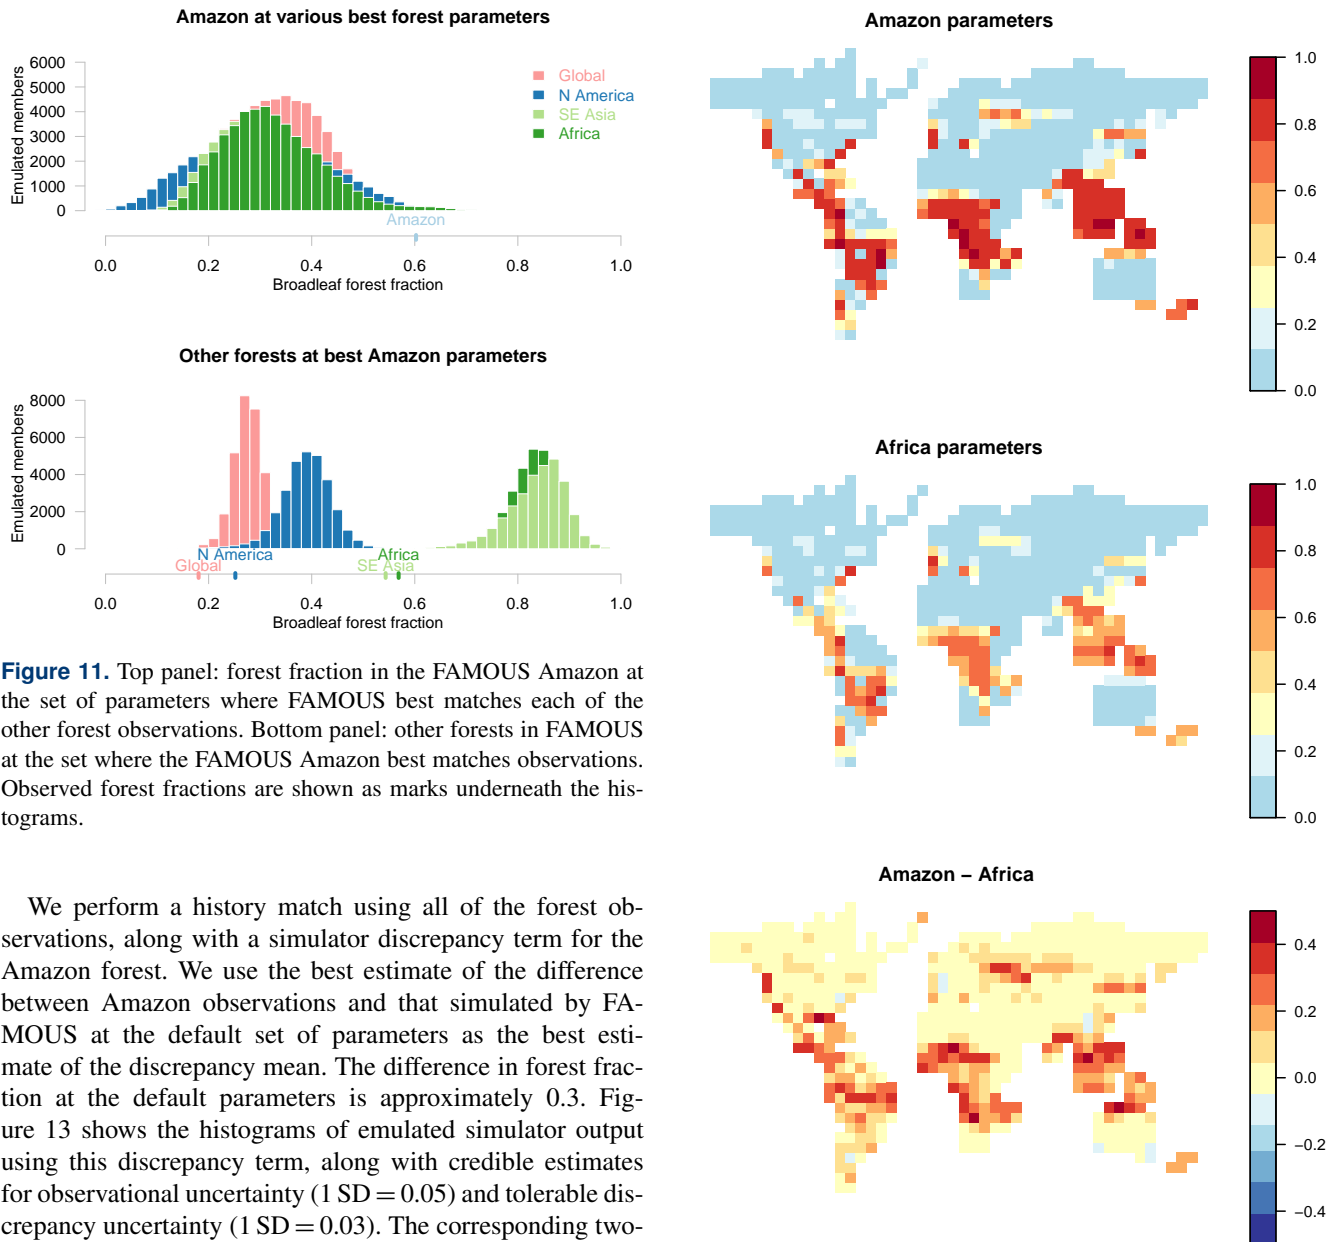 Amazon at various best forest parameters
Emulated members
6000
5000
4000
3000
2000
1000
0
Global
N America
SE Asia
Africa
Amazon
0.0 0.2 0.4 0.6 0.8 1.0
Broadleaf forest fraction
Other forests at best Amazon parameters
Emulated members
8000
6000
4000
2000
0
N America
Africa
Global
SE Asia
0.0 0.2 0.4 0.6 0.8 1.0
Broadleaf forest fraction
Figure 11. Top panel: forest fraction in the FAMOUS Amazon at
the set of parameters where FAMOUS best matches each of the
other forest observations. Bottom panel: other forests in FAMOUS
at the set where the FAMOUS Amazon best matches observations.
Observed forest fractions are shown as marks underneath the his-
tograms.
We perform a history match using all of the forest ob-
servations, along with a simulator discrepancy term for the
Amazon forest. We use the best estimate of the difference
between Amazon observations and that simulated by FA-
MOUS at the default set of parameters as the best esti-
mate of the discrepancy mean. The difference in forest frac-
tion at the default parameters is approximately 0.3. Fig-
ure 13 shows the histograms of emulated simulator output
using this discrepancy term, along with credible estimates
for observational uncertainty (1 SD = 0.05) and tolerable dis-
crepancy uncertainty (1 SD = 0.03). The corresponding two-
Amazon parameters
1.0
0.8
0.6
0.4
0.2
0.0
Africa parameters
1.0
0.8
0.6
0.4
0.2
0.0
Amazon − Africa
0.4
0.2
0.0
−0.2
−0.4